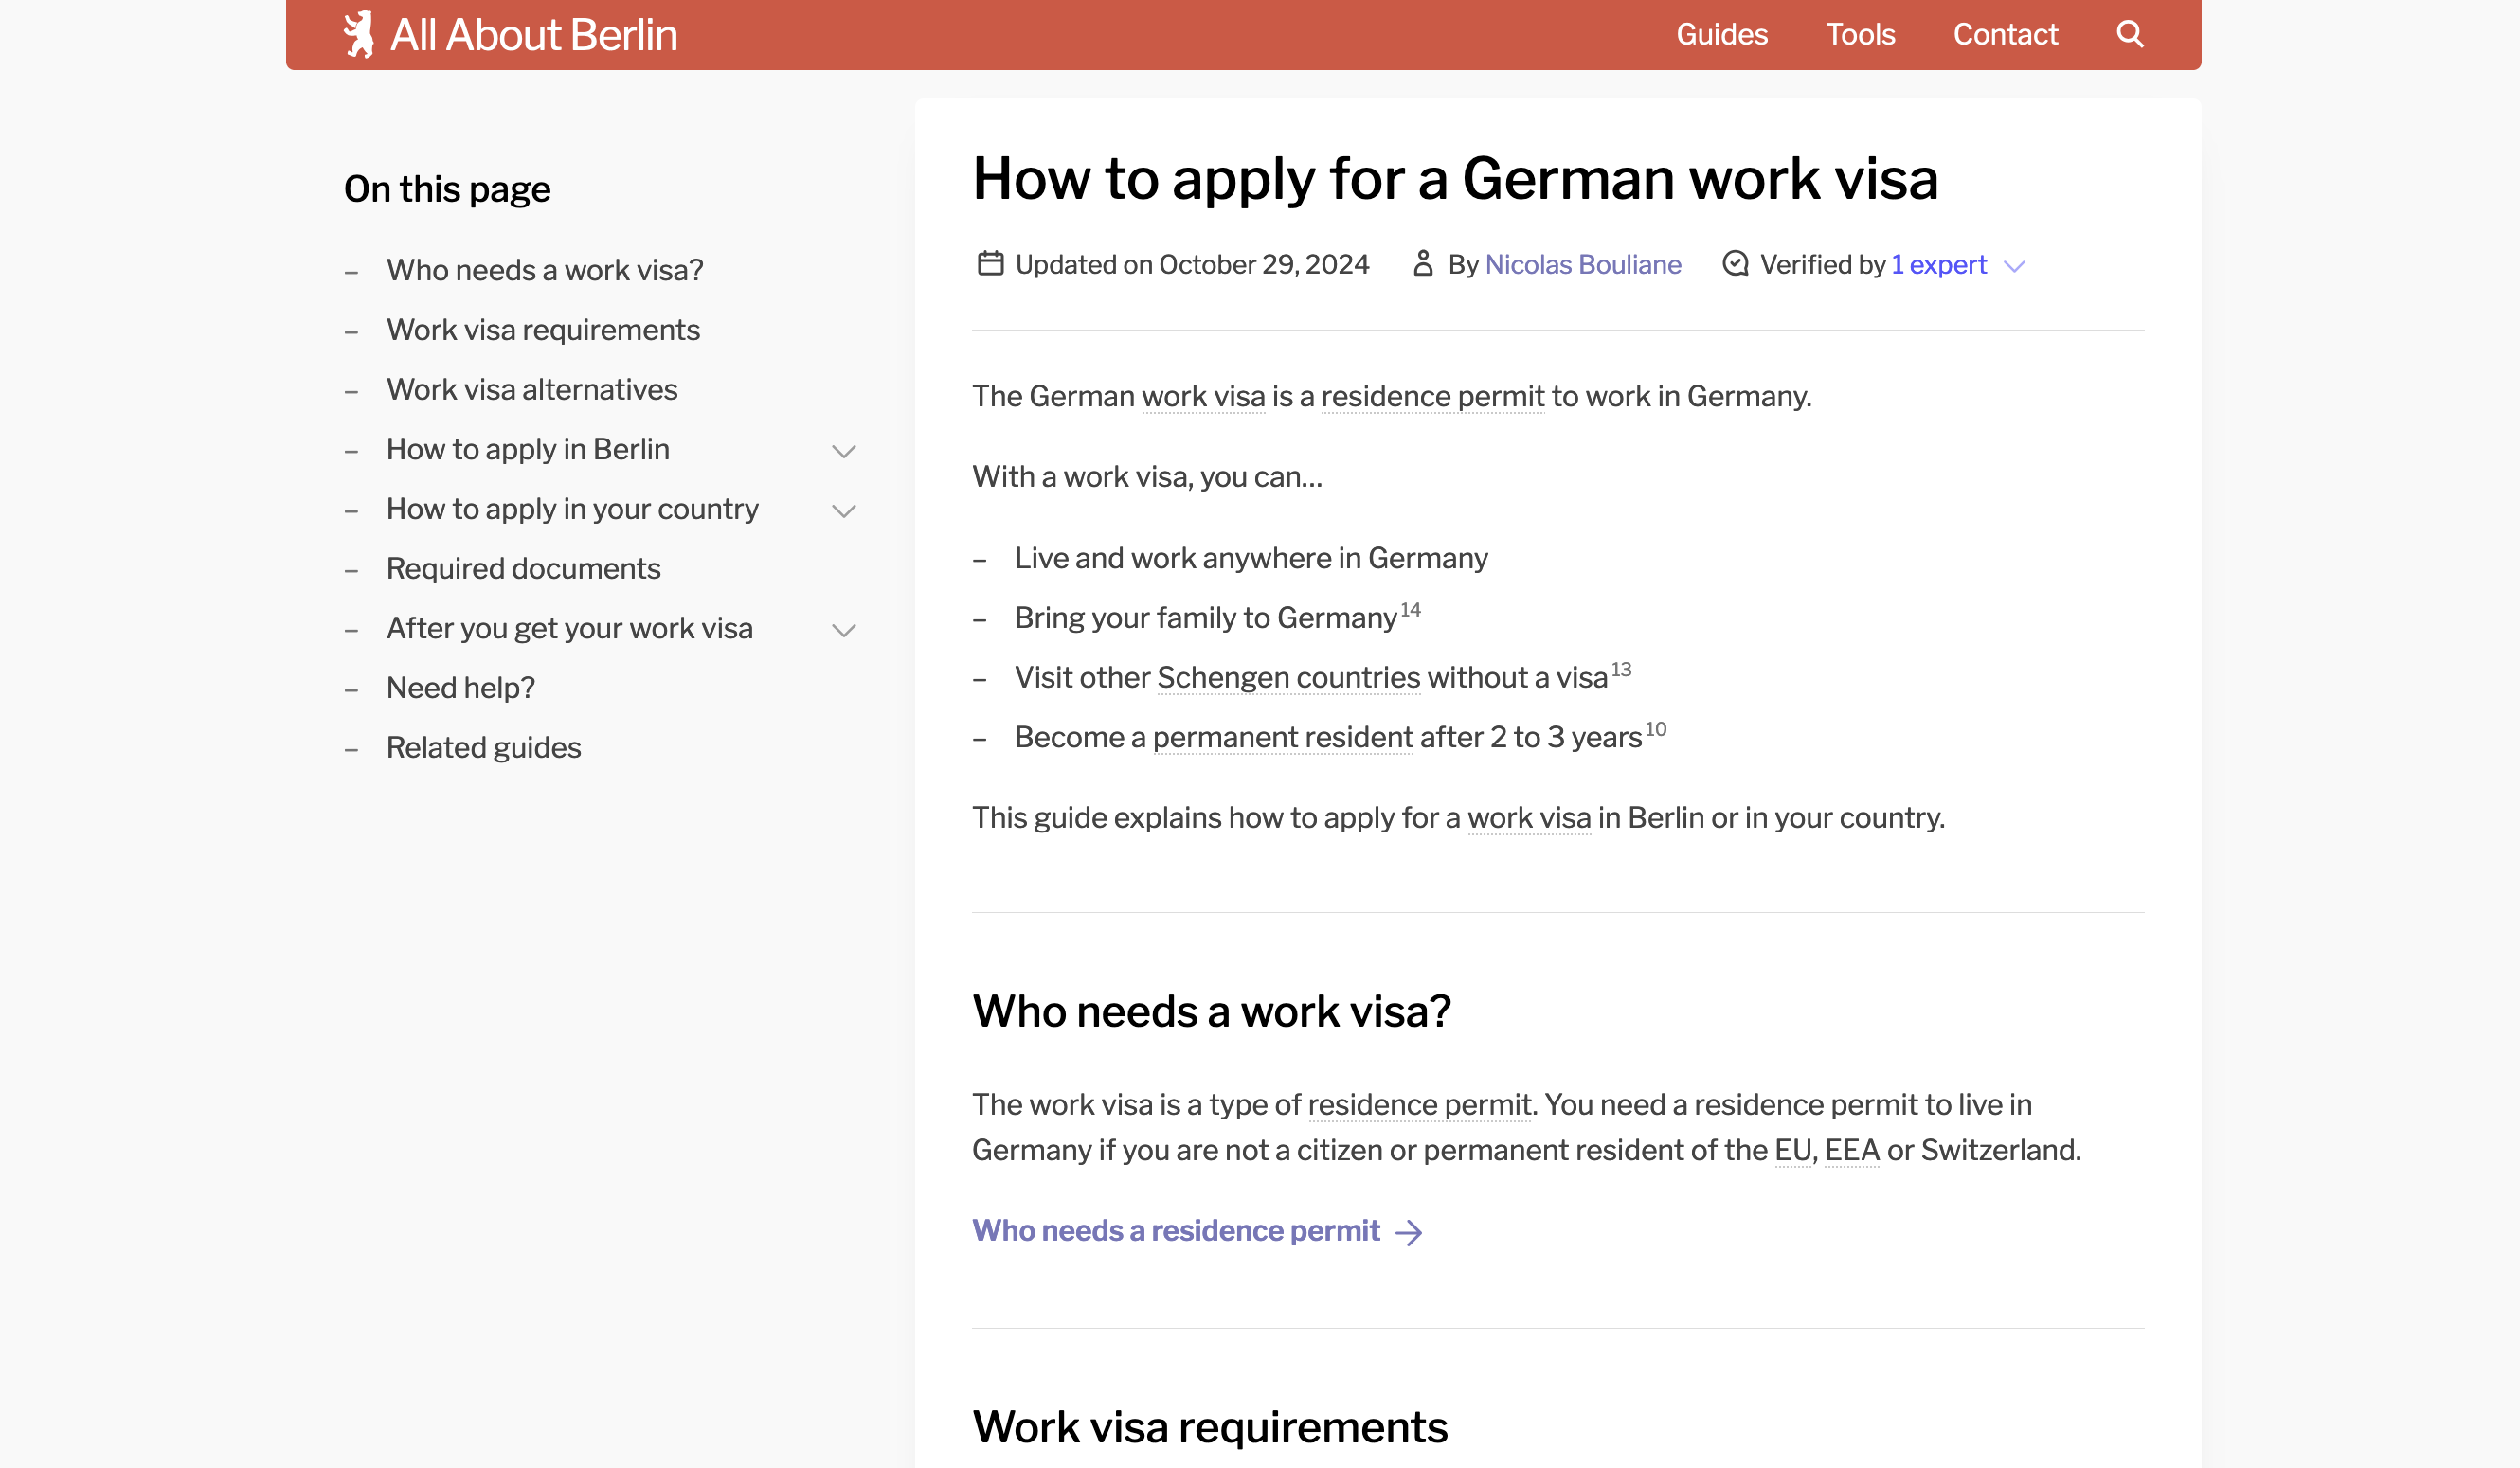 All About Berlin
Guides
Tools
Contact
On this page
– Who needs a work visa?
– Work visa requirements
– Work visa alternatives
– How to apply in Berlin
– How to apply in your country
– Required documents
– After you get your work visa
– Need help?
– Related guides
How to apply for a German work visa
Updated on October 29, 2024 By Nicolas Bouliane Verified by 1 expert
The German work visa is a residence permit to work in Germany.
With a work visa, you can...
– Live and work anywhere in Germany
– Bring your family to Germany 14
– Visit other Schengen countries without a visa 13
– Become a permanent resident after 2 to 3 years 10
This guide explains how to apply for a work visa in Berlin or in your country.
Who needs a work visa?
The work visa is a type of residence permit. You need a residence permit to live in
Germany if you are not a citizen or permanent resident of the EU, EEA or Switzerland.
Who needs a residence permit →
Work visa requirements